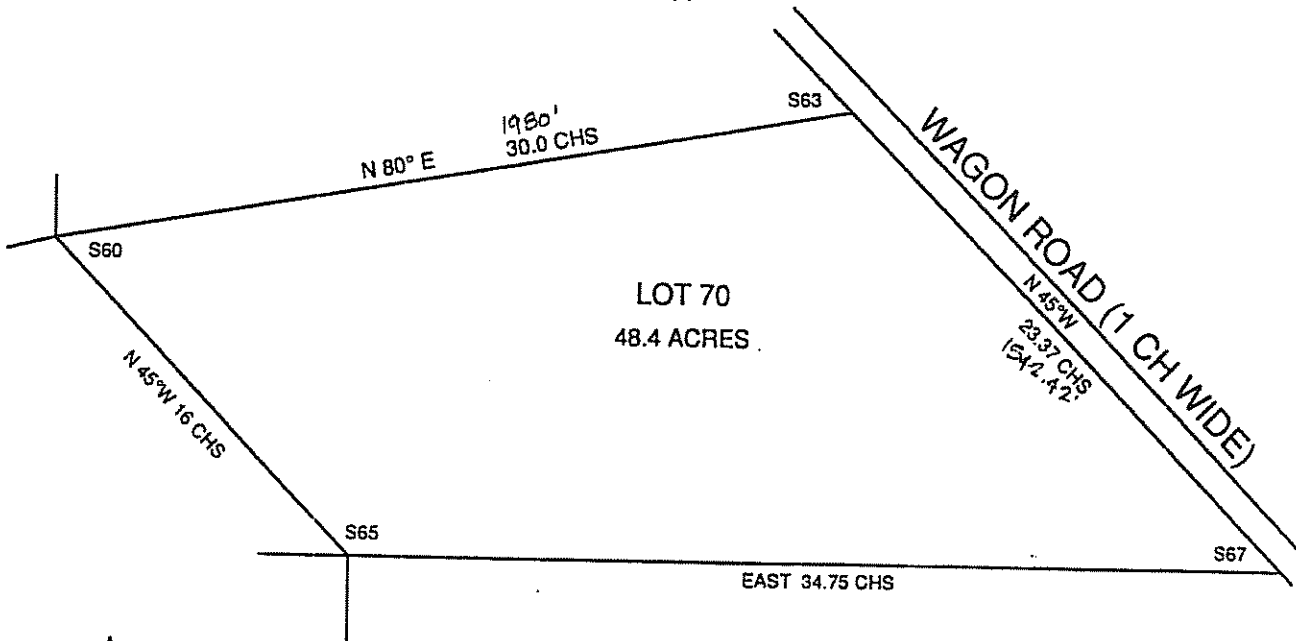 S63
1980'
N 80° E 30.0 CHS
WAGON ROAD (1 CH WIDE)
S60
LOT 70
48.4 ACRES
N 45°W
23.37 CHS
1542.42'
N 45°W 16 CHS
S65
S67
EAST 34.75 CHS